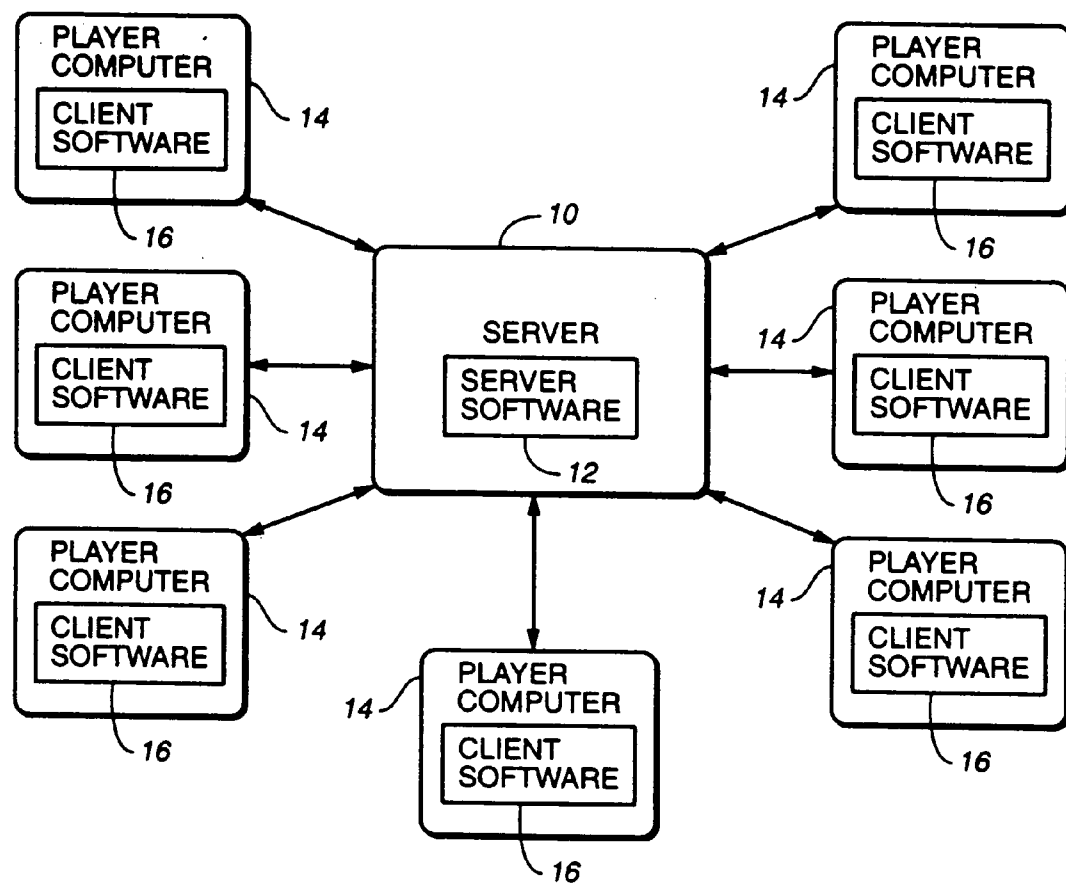 PLAYER
COMPUTER
CLIENT
SOFTWARE
14
16
PLAYER
COMPUTER
CLIENT
SOFTWARE
14
16
10
SERVER
SERVER
SOFTWARE
12
PLAYER
COMPUTER
CLIENT
SOFTWARE
14
16
PLAYER
COMPUTER
CLIENT
SOFTWARE
14
16
PLAYER
COMPUTER
CLIENT
SOFTWARE
14
16
PLAYER
COMPUTER
CLIENT
SOFTWARE
14
16
PLAYER
COMPUTER
CLIENT
SOFTWARE
14
16